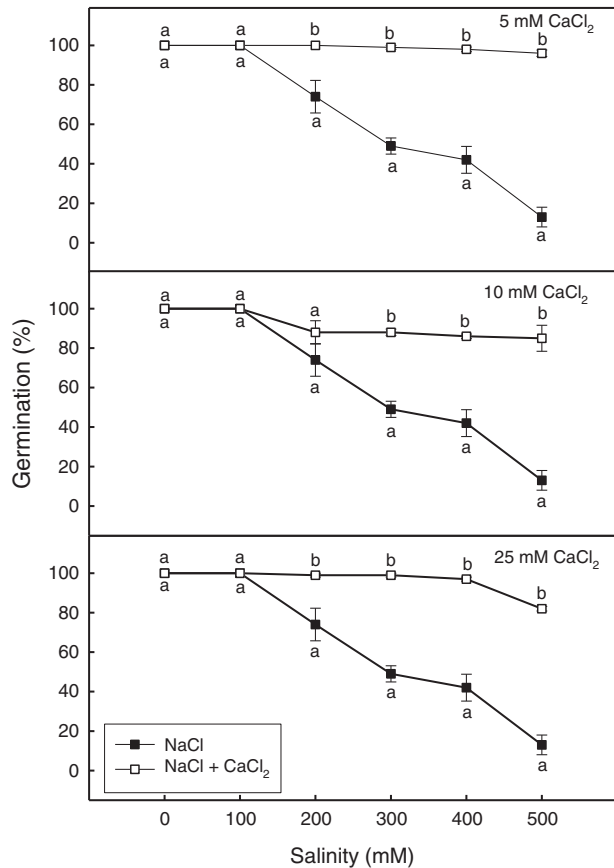 a a b b b b
5 mM CaCl₂
100
a a
80
a
60
40
a
a
20
a
0
a a a b b b
10 mM CaCl₂
100
a a
80
a
60
40
a
a
20
a
0
Germination (%)
a a b b b b
25 mM CaCl₂
100
a a
80
a
60
40
a
a
20
a
0
NaCl
NaCl + CaCl₂
0 100 200 300 400 500
Salinity (mM)